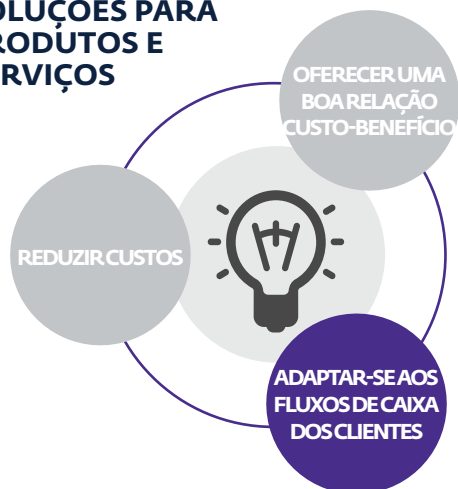 OLUÇÕES PARA
RODUTOS E
RVIÇOS
OFERECER UMA
BOA RELAÇÃO
CUSTO-BENEFÍCIO
REDUZIR CUSTOS
ADAPTAR-SE AOS
FLUXOS DE CAIXA
DOS CLIENTES